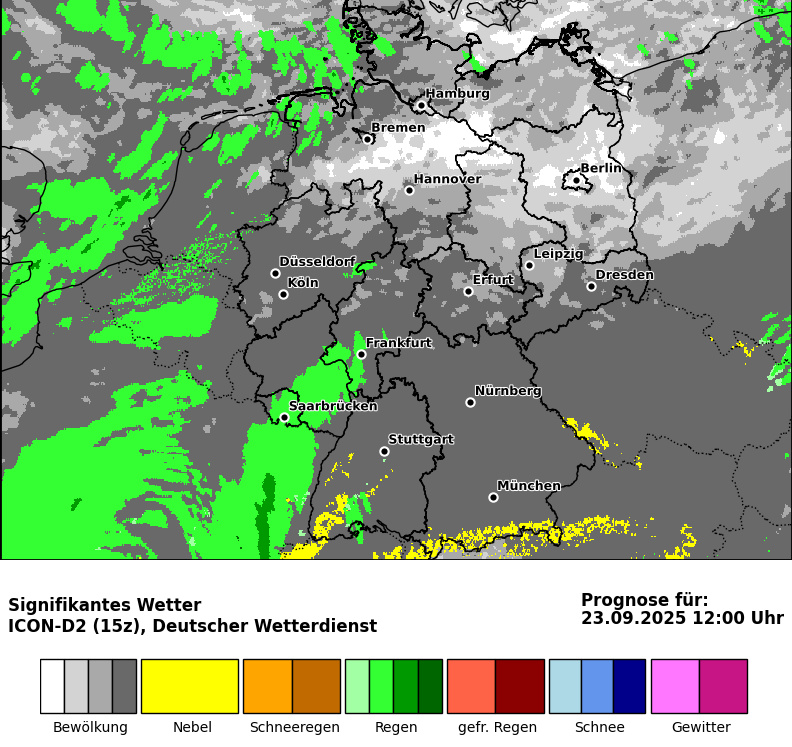 Hamburg
Bremen
Berlin
Hannover
Leipzig
Düsseldorf
Dresden
Köln
Erfurt
Frankfurt
Nürnberg
Saarbrücken
Stuttgart
München
Signifikantes Wetter
ICON-D2 (15z), Deutscher Wetterdienst
Prognose für:
23.09.2025 12:00 Uhr
Bewölkung Nebel Schneeregen Regen gefr. Regen Schnee Gewitter